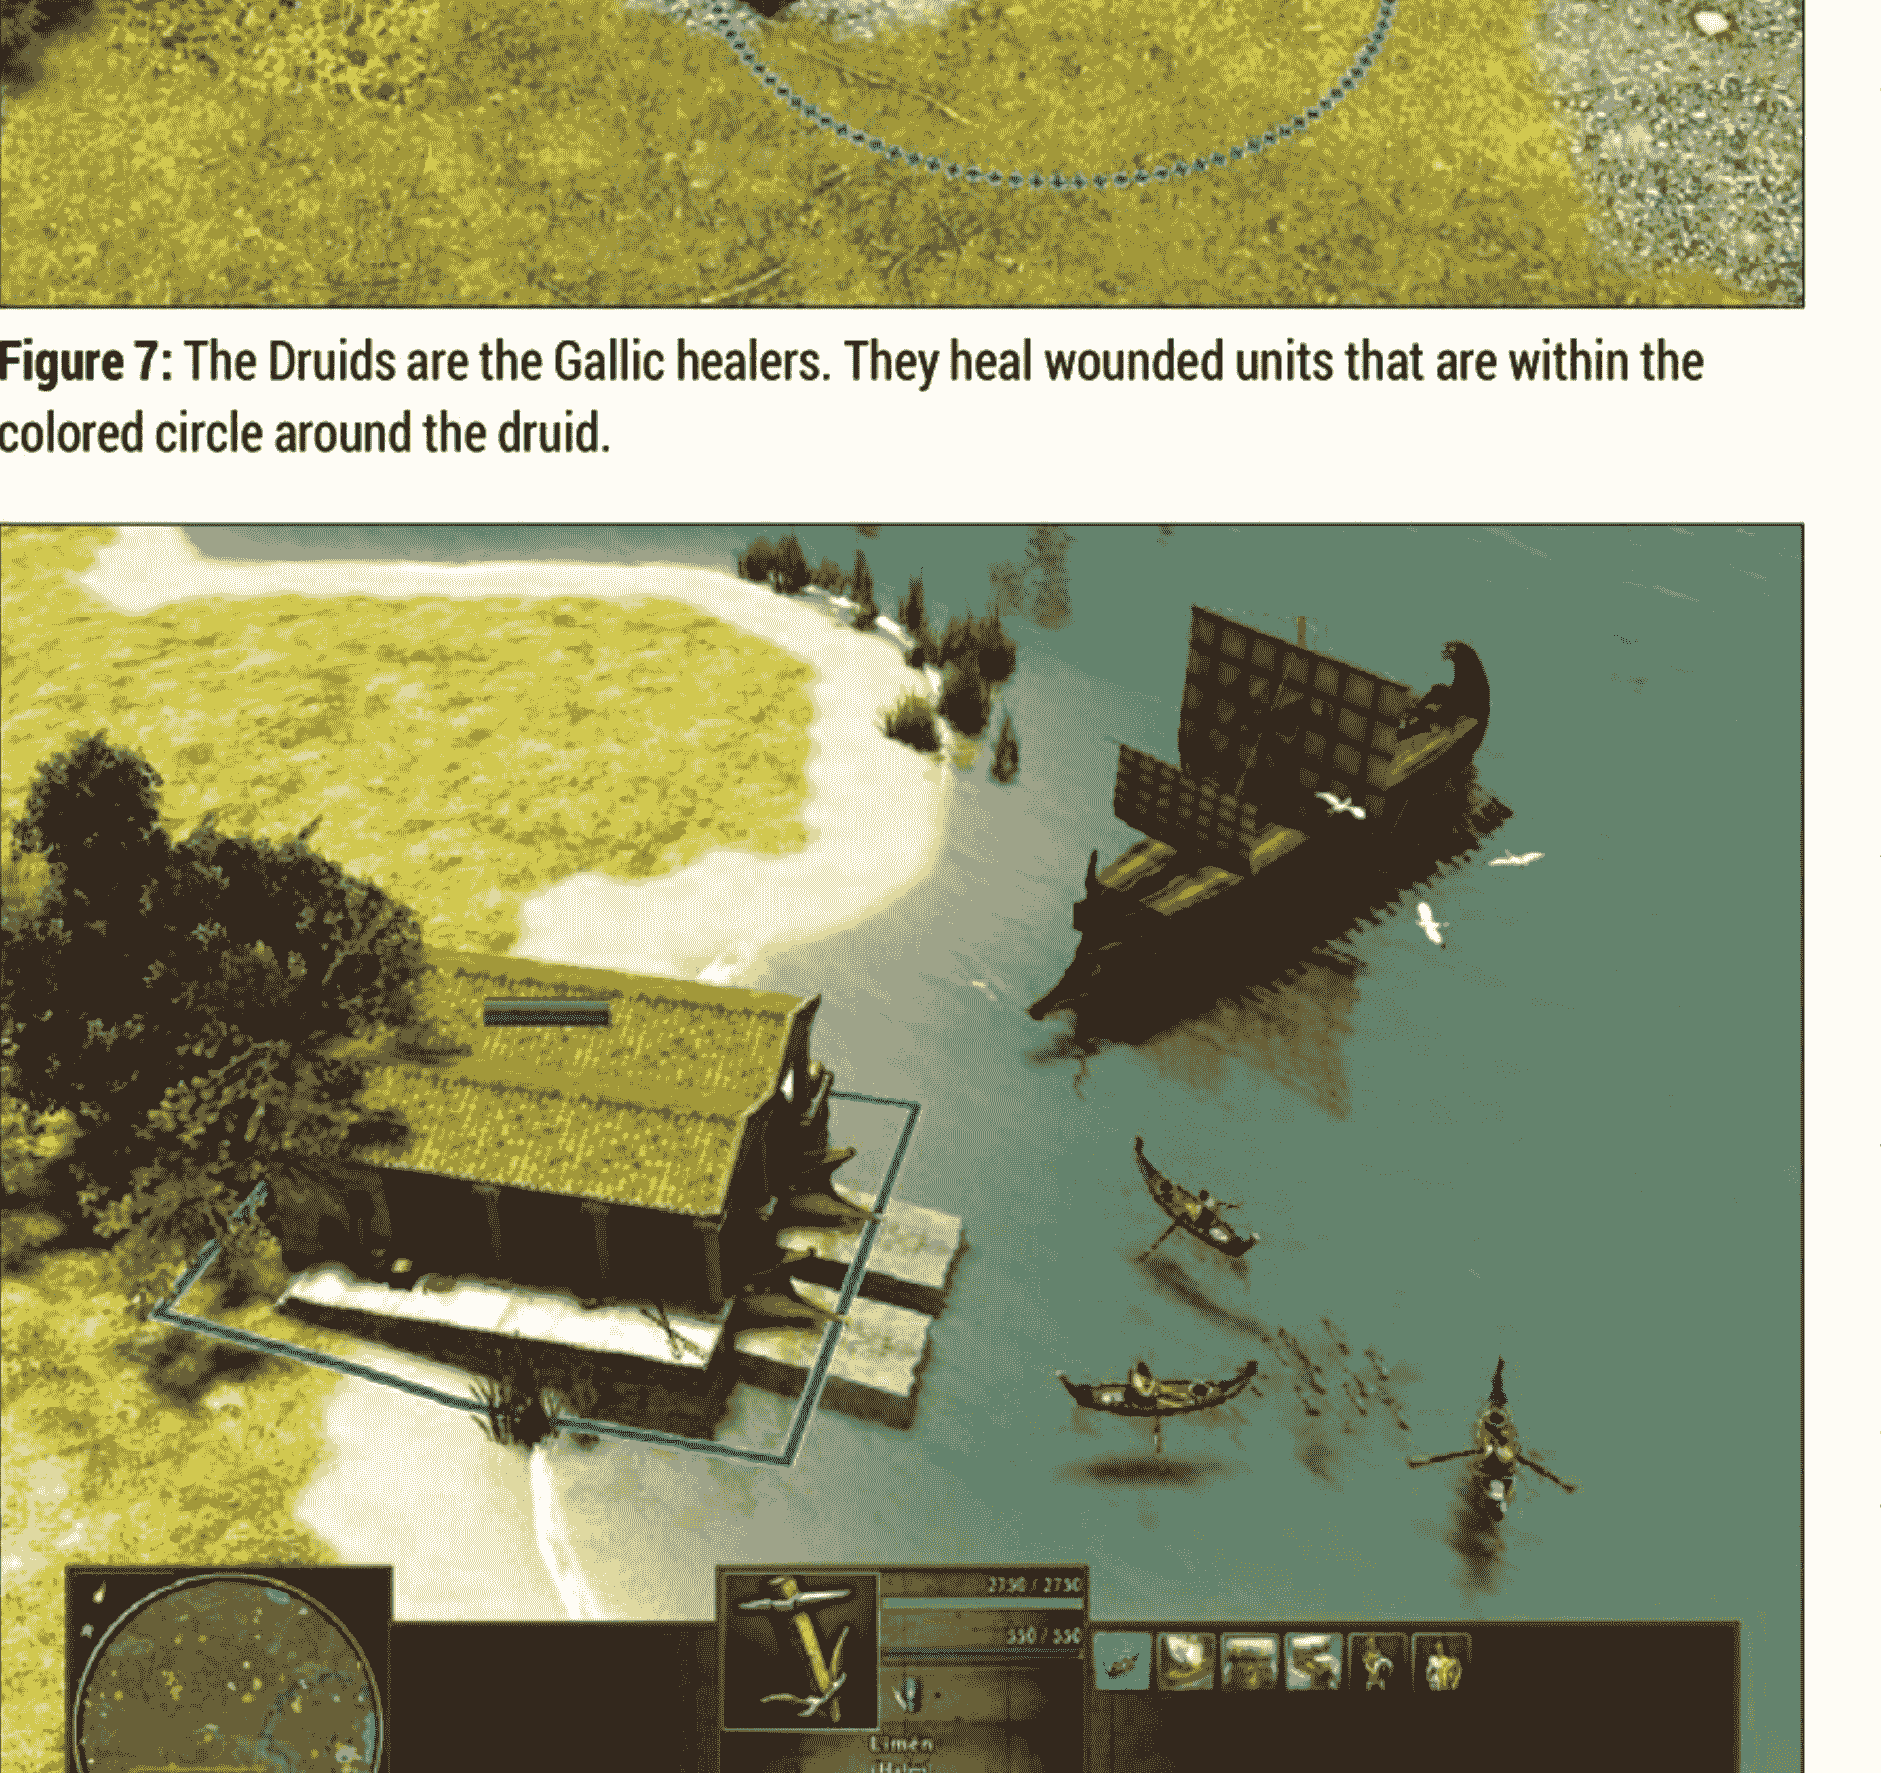 Figure 7: The Druids are the Gallic healers. They heal wounded units that are within the
colored circle around the druid.
2750 / 2750
550 / 550
Limen